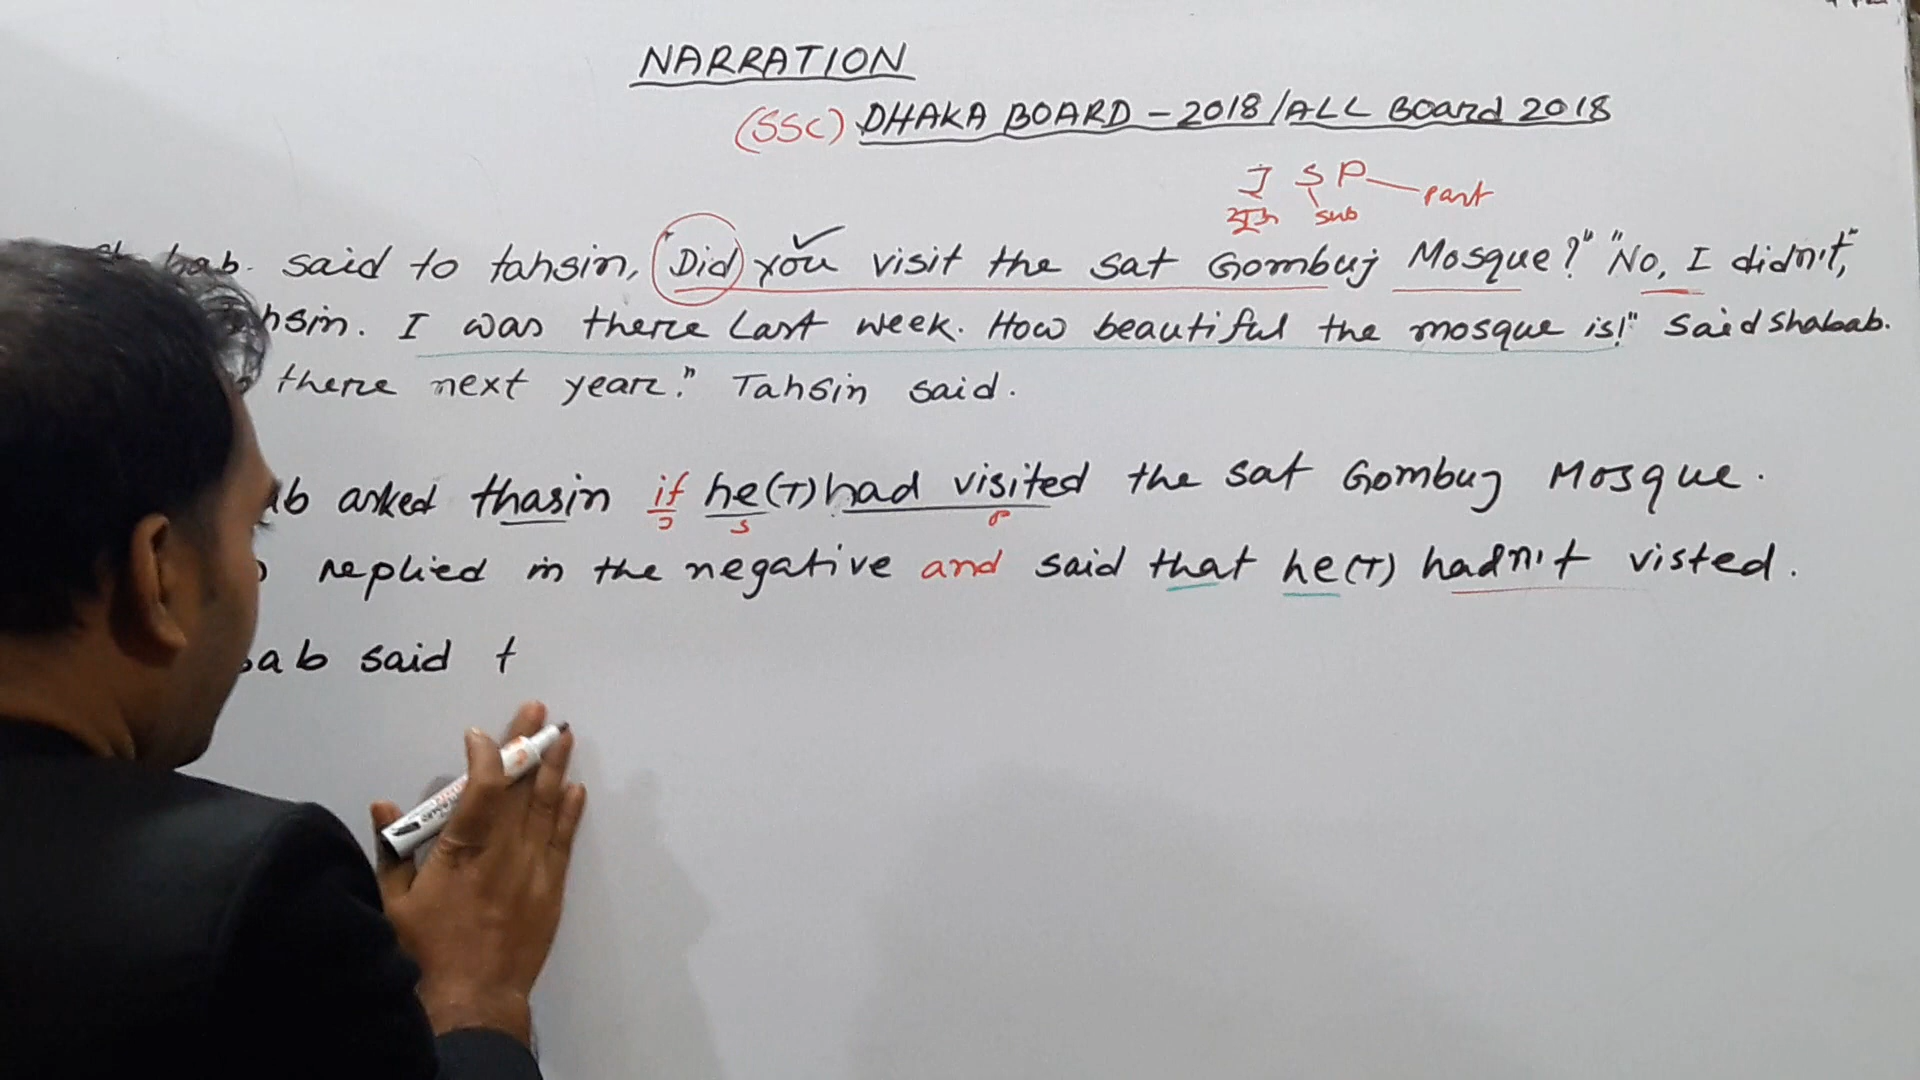 NARRATION
(SSC) DHAKA BOARD - 2018/ALL Board 2018
I S P part
sub
said to tahsin, "Did you visit the sat Gombuj Mosque?" "No, I didn't,"
I was there Last week. How beautiful the mosque is!" said shabab.
there next year." Tahsin said.
asked thasin if he (T) had visited the sat Gombuj Mosque.
s p
replied in the negative and said that he (T) hadn't visted.
said t